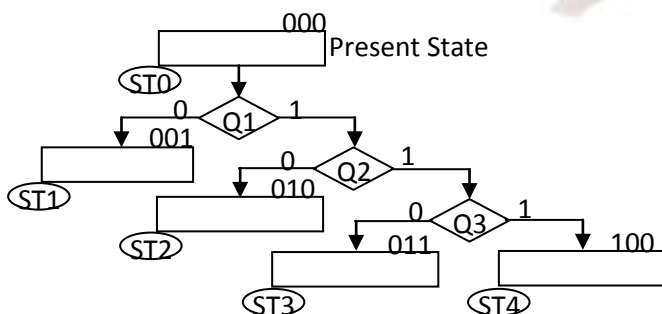 000
Present State
ST0
0 Q1 1
001
ST1
0 Q2 1
010
ST2
0 Q3 1
011
ST3
100
ST4